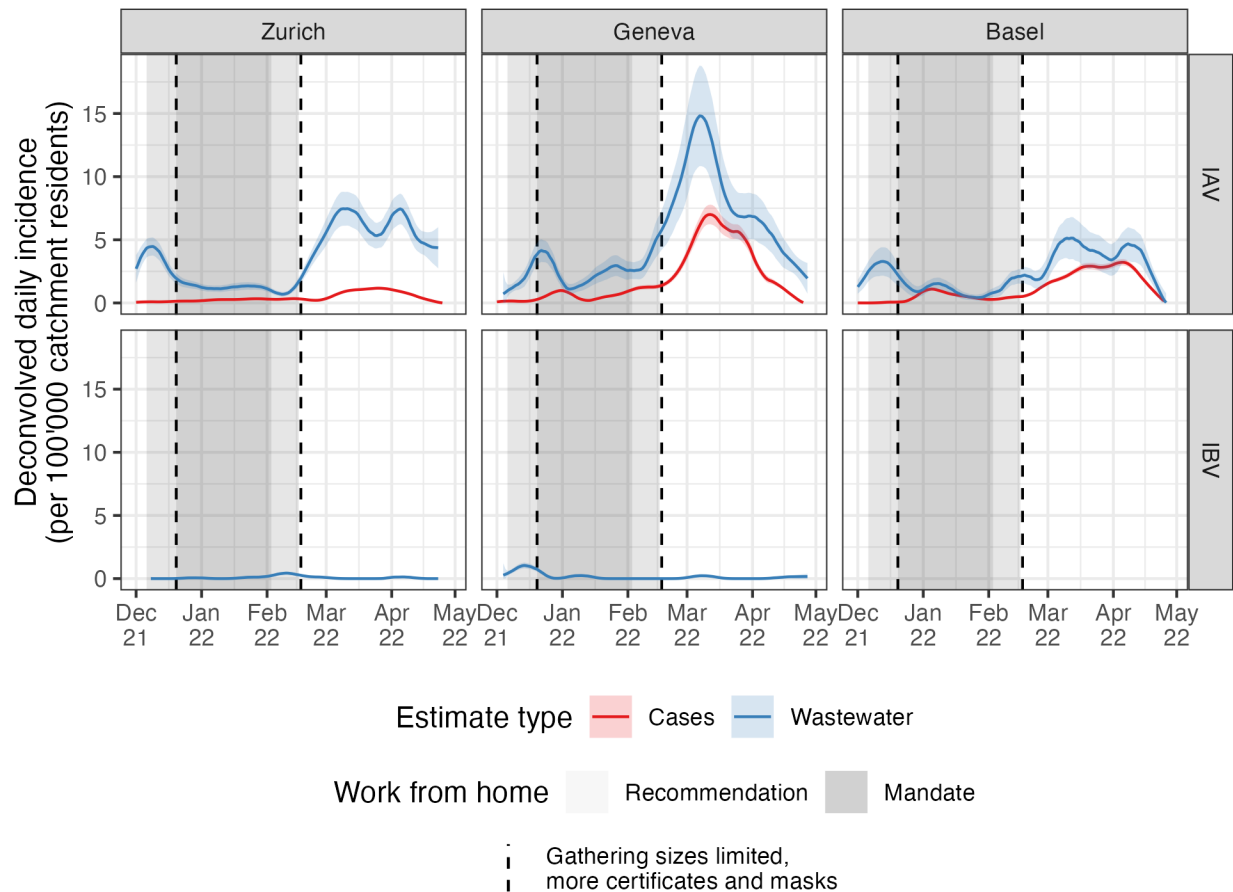 Zurich
Geneva
Basel
Deconvolved daily incidence
(per 100'000 catchment residents)
15
10
5
0
IAV
15
10
5
0
IBV
Dec Jan Feb Mar Apr May
21 22 22 22 22 22
Dec Jan Feb Mar Apr May
21 22 22 22 22 22
Dec Jan Feb Mar Apr May
21 22 22 22 22 22
Estimate type Cases Wastewater
Work from home Recommendation Mandate
Gathering sizes limited,
more certificates and masks